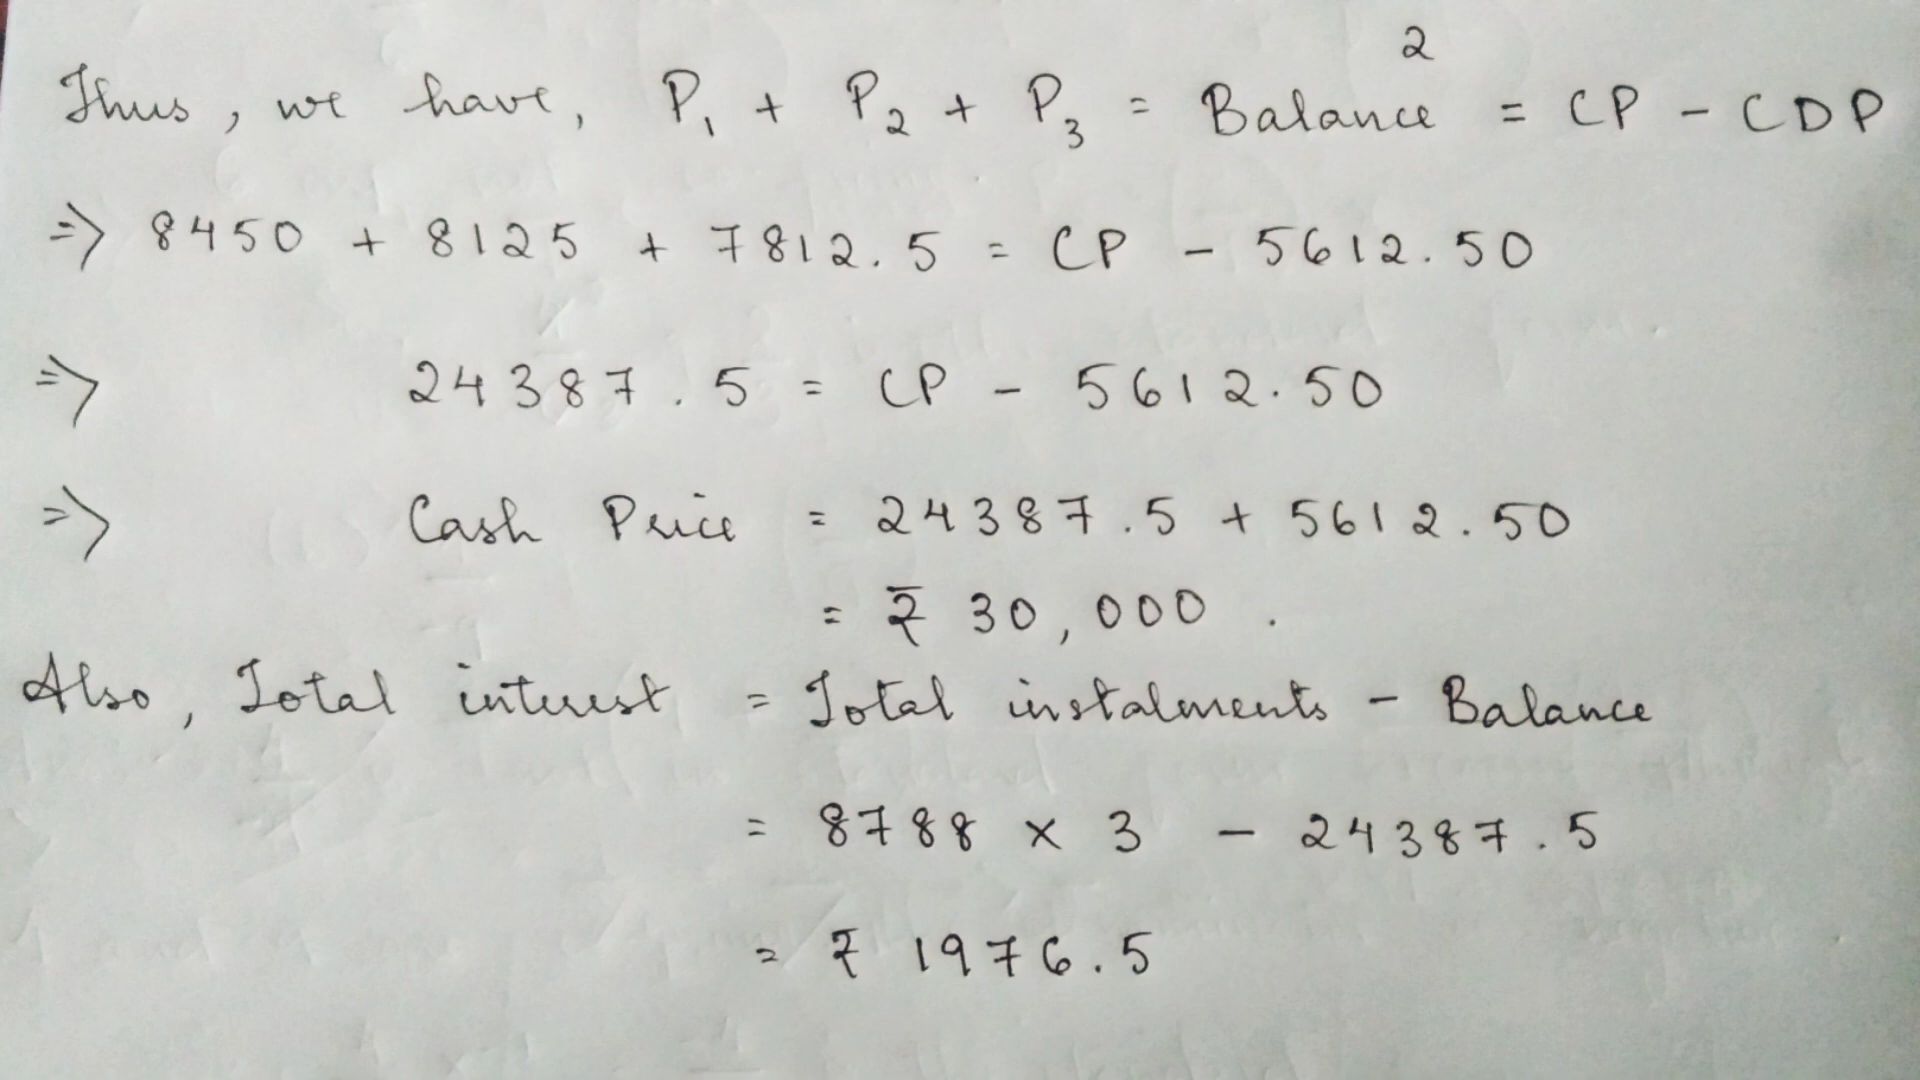 2
Thus, we have, P₁ + P₂ + P₃ = Balance = CP - CDP
⇒ 8450 + 8125 + 7812.5 = CP - 5612.50
⇒ 24387.5 = CP - 5612.50
⇒ Cash Price = 24387.5 + 5612.50
= ₹ 30,000.
Also, Total interest = Total instalments - Balance
= 8788 × 3 - 24387.5
= ₹ 1976.5